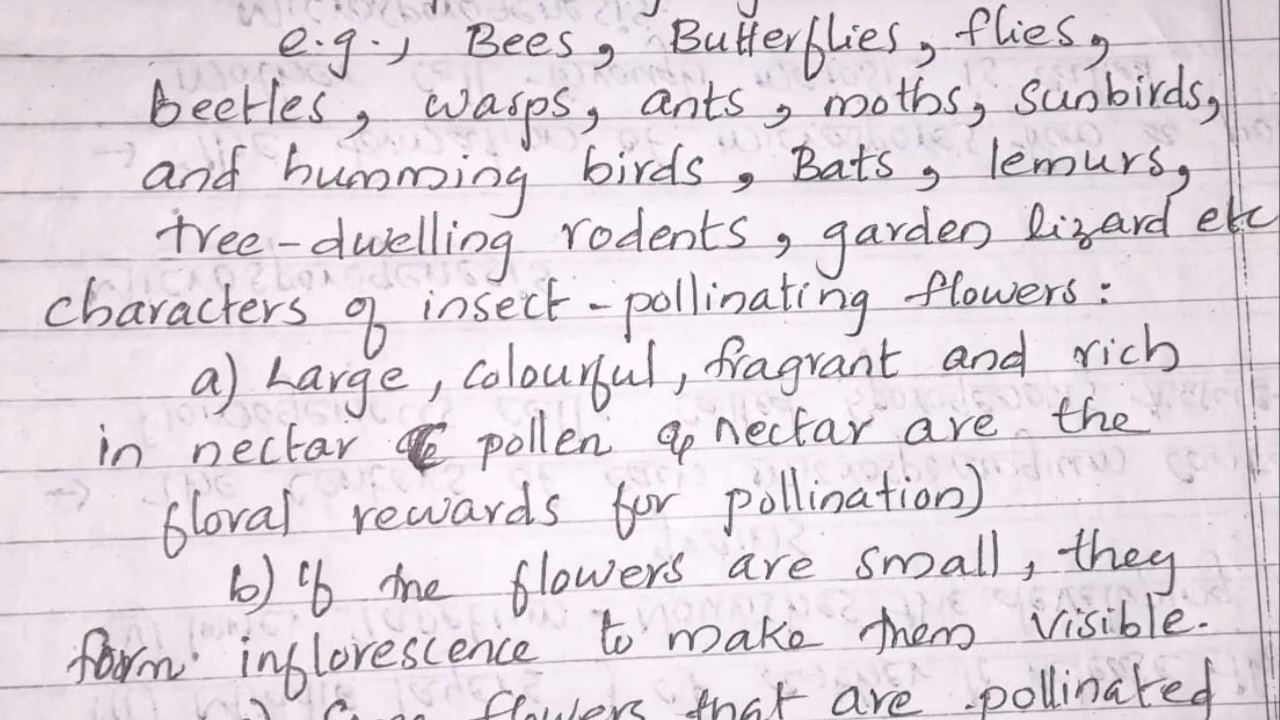 e.g., Bees, Butterflies, flies,
beetles, wasps, ants, moths, sunbirds,
and humming birds, Bats, lemurs,
tree-dwelling rodents, garden lizard etc
characters of insect-pollinating flowers:
a) Large, colourful, fragrant and rich
in nectar (pollen & nectar are the
floral rewards for pollination)
b) If the flowers are small, they
form inflorescence to make them visible.
flowers that are pollinated